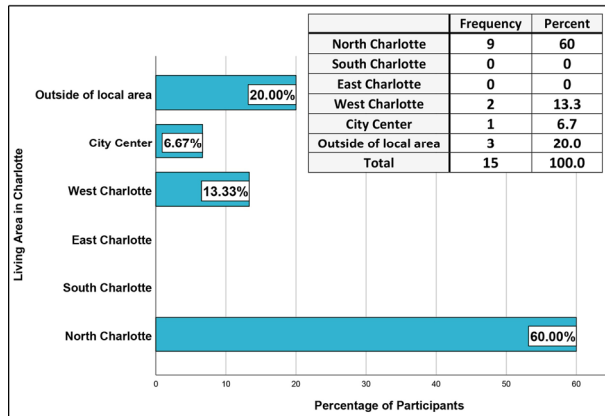 Frequency Percent
North Charlotte 9 60
South Charlotte 0 0
East Charlotte 0 0
West Charlotte 2 13.3
City Center 1 6.7
Outside of local area 3 20.0
Total 15 100.0
Living Area in Charlotte
Outside of local area 20.00%
City Center 6.67%
West Charlotte 13.33%
East Charlotte
South Charlotte
North Charlotte 60.00%
0 10 20 30 40 50 60
Percentage of Participants